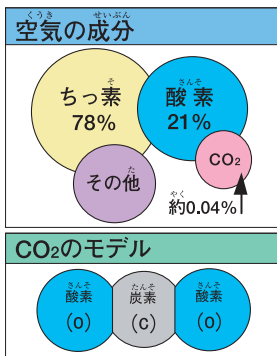 くうき せいぶん
空気の成分
そ
ちっ素
78%
さんそ
酸素
21%
CO₂
た
その他
やく
約0.04%
CO₂のモデル
さんそ
酸素
(O)
たんそ
炭素
(C)
さんそ
酸素
(O)